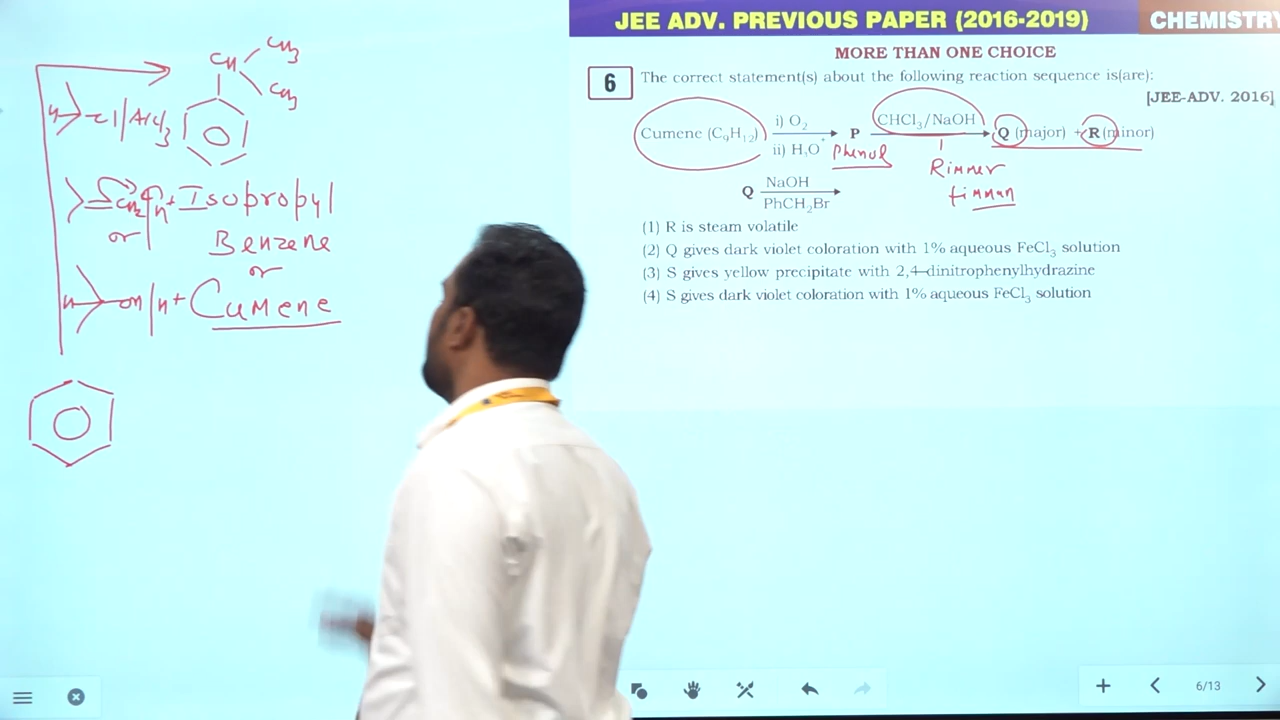 JEE ADV. PREVIOUS PAPER (2016-2019) CHEMISTRY
MORE THAN ONE CHOICE
6 The correct statement(s) about the following reaction sequence is(are):
[JEE-ADV. 2016]
Cumene (C₉H₁₂) i) O₂ ii) H₃O⁺ P CHCl₃/NaOH Q (major) + R (minor)
Phenol
Rimmer
timman
Q NaOH PhCH₂Br
(1) R is steam volatile
(2) Q gives dark violet coloration with 1% aqueous FeCl₃ solution
(3) S gives yellow precipitate with 2,4-dinitrophenylhydrazine
(4) S gives dark violet coloration with 1% aqueous FeCl₃ solution
CH CH₃
CH₃
Isopropyl
or Benzene
or
Cumene
6/13